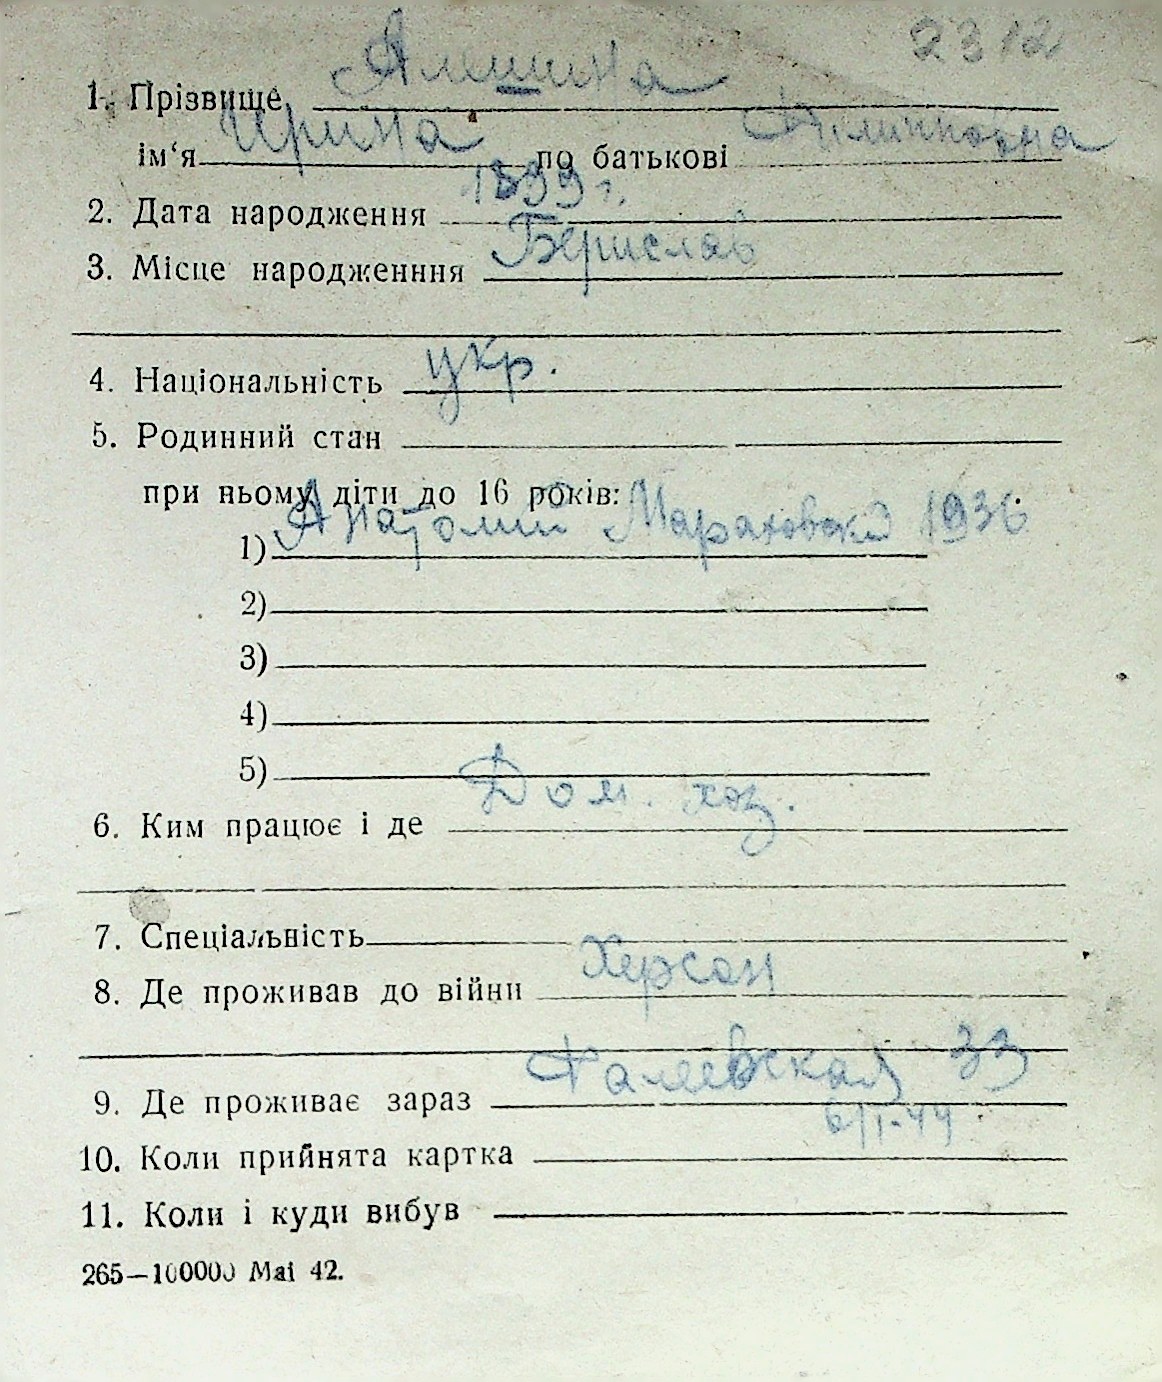 2312
1. Прізвище Алешина
ім‘я Ирина по батькові Филипповна
2. Дата народження 1899 г.
3. Місце народженння Берислав
4. Національність укр.
5. Родинний стан
при ньому діти до 16 років:
1) Анатолий 1936
2)
3)
4)
5)
6. Ким працює і де Дом. хоз.
7. Спеціальність
8. Де проживав до війни Херсон
9. Де проживає зараз Фалеевская 33
10. Коли прийнята картка 6/I-44
11. Коли і куди вибув
265—100000 Mai 42.